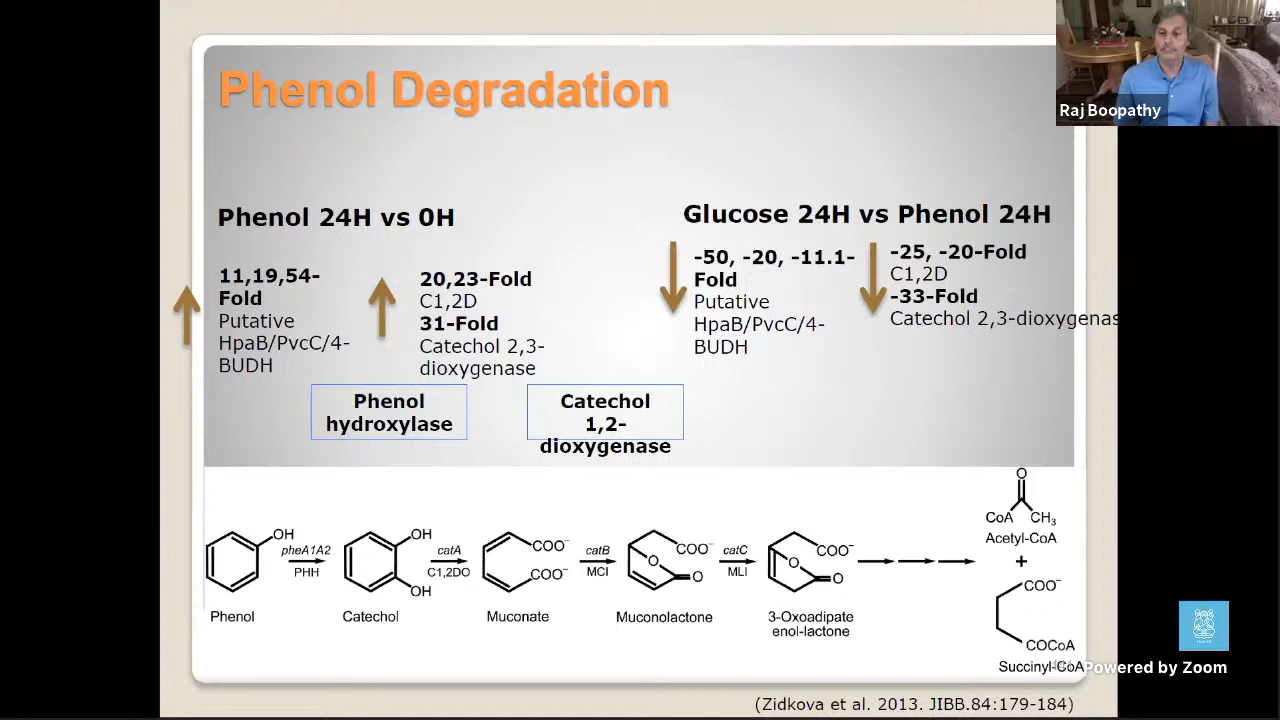 Phenol Degradation
Raj Boopathy
Phenol 24H vs 0H
11,19,54-
Fold
Putative
HpaB/PvcC/4-
BUDH
20,23-Fold
C1,2D
31-Fold
Catechol 2,3-
dioxygenase
Glucose 24H vs Phenol 24H
-50, -20, -11.1-
Fold
Putative
HpaB/PvcC/4-
BUDH
-25, -20-Fold
C1,2D
-33-Fold
Catechol 2,3-dioxygenas
Phenol
hydroxylase
Catechol
1,2-
dioxygenase
OH
pheA1A2
PHH
Phenol
OH
OH
Catechol
catA
C1,2DO
COO⁻
COO⁻
Muconate
catB
MCI
COO⁻
O
O
Muconolactone
catC
MLI
COO⁻
O
O
3-Oxoadipate
enol-lactone
O
CoA
CH₃
Acetyl-CoA
+
COO⁻
COCoA
Succinyl-CoA
Powered by Zoom
(Zidkova et al. 2013. JIBB.84:179-184)